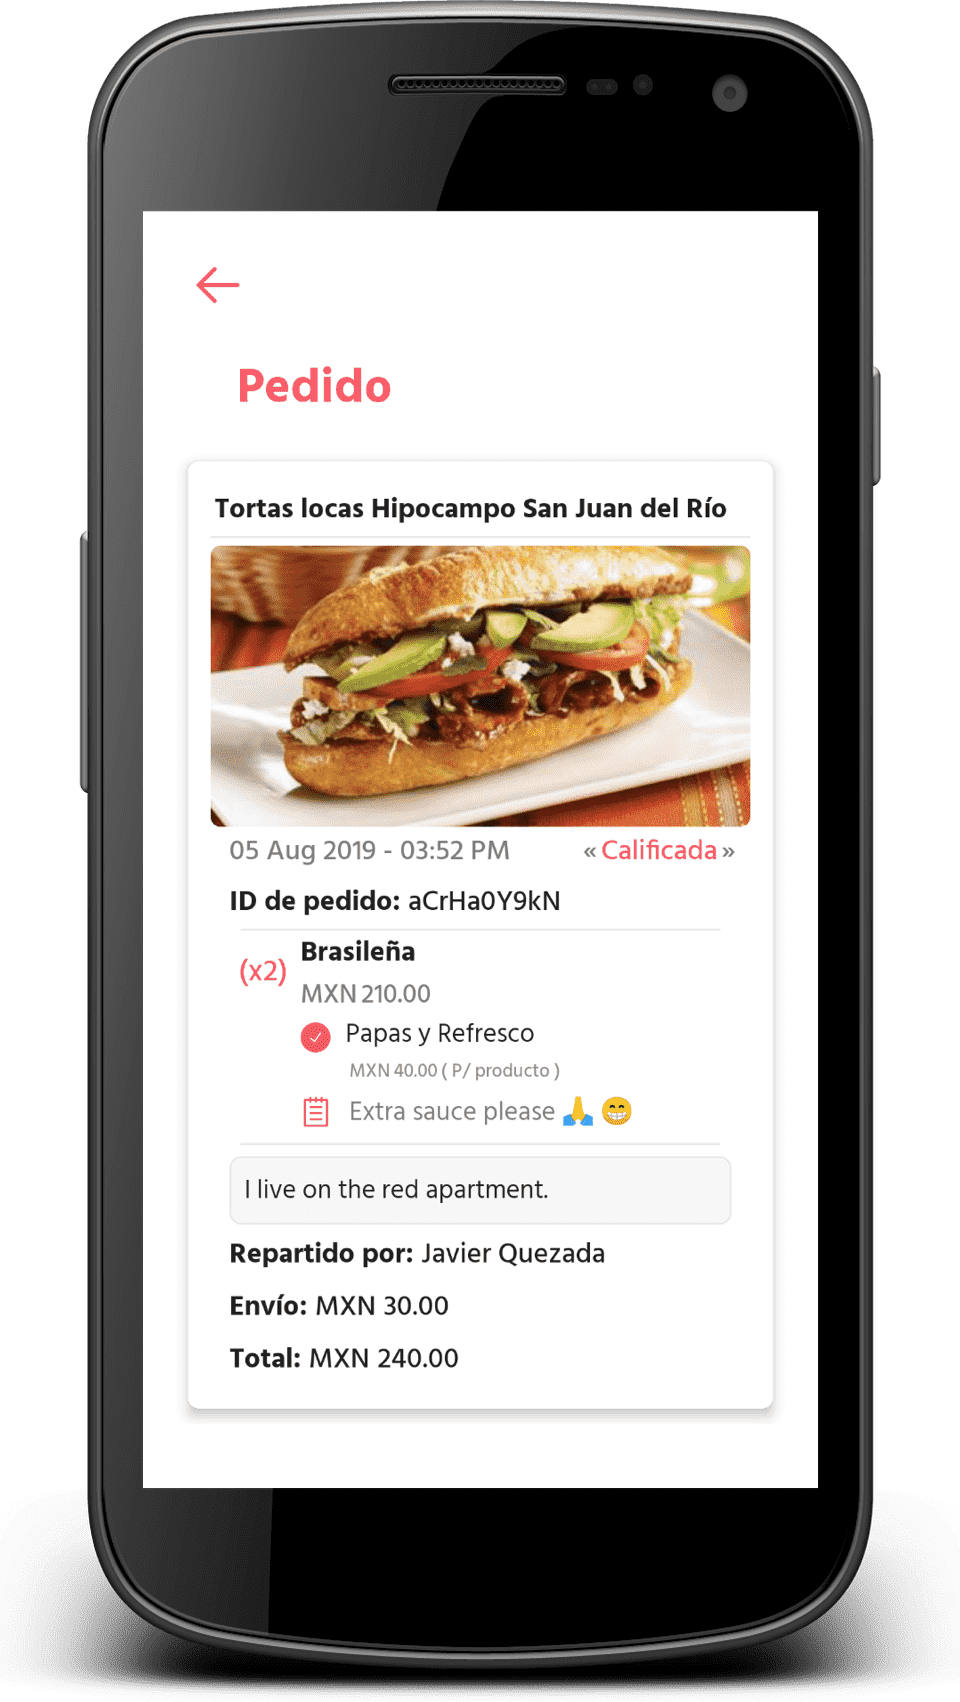 Pedido
Tortas locas Hipocampo San Juan del Río
05 Aug 2019 - 03:52 PM « Calificada »
ID de pedido: aCrHa0Y9kN
(x2) Brasileña
MXN 210.00
Papas y Refresco
MXN 40.00 ( P/ producto )
Extra sauce please 🙏 😁
I live on the red apartment.
Repartido por: Javier Quezada
Envío: MXN 30.00
Total: MXN 240.00